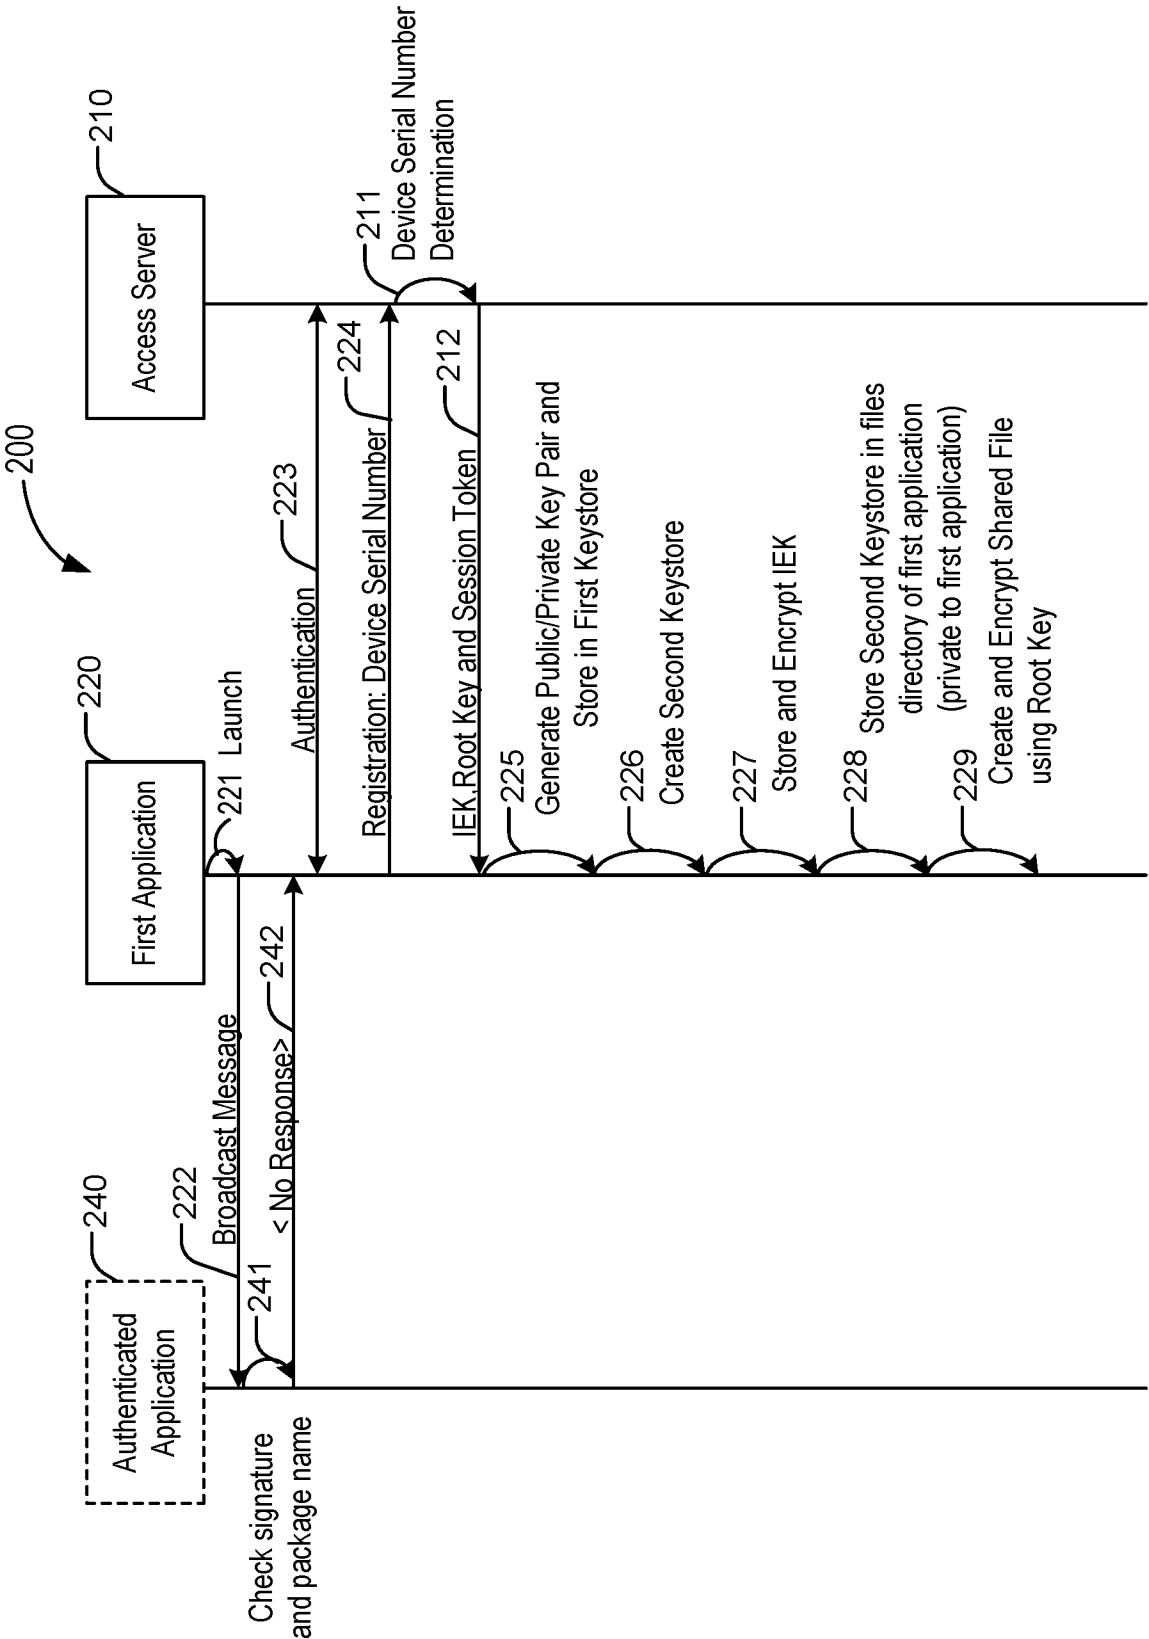 200
240
Authenticated
Application
220
First Application
210
Access Server
221
Launch
222
Broadcast Message
Check signature
and package name
241
< No Response>
242
Authentication
223
Registration: Device Serial Number
224
211
Device Serial Number
Determination
IEK,Root Key and Session Token
212
225
Generate Public/Private Key Pair and
Store in First Keystore
226
Create Second Keystore
227
Store and Encrypt IEK
228
Store Second Keystore in files
directory of first application
(private to first application)
229
Create and Encrypt Shared File
using Root Key